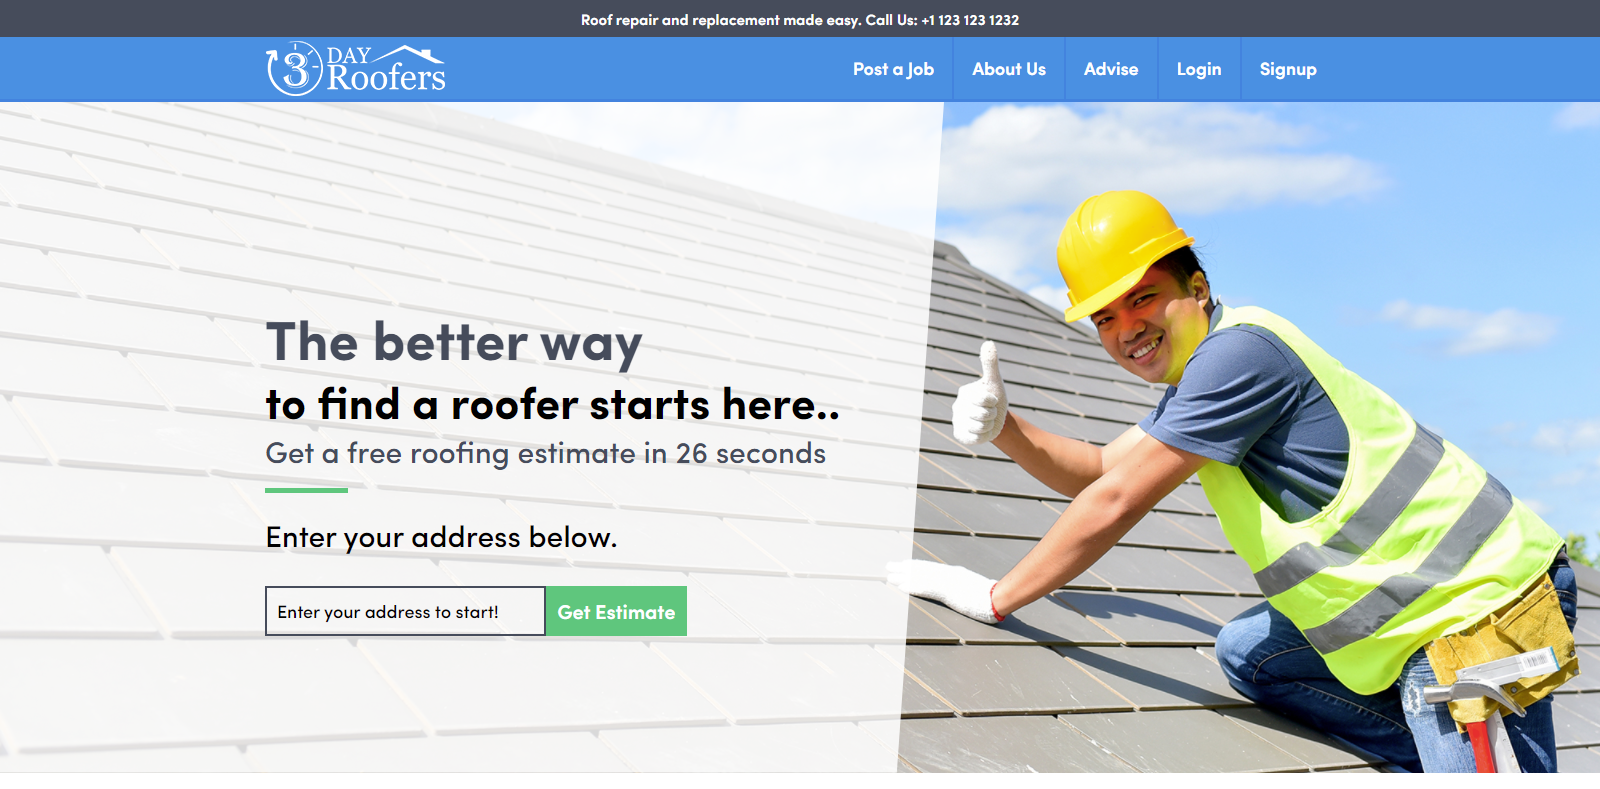 Roof repair and replacement made easy. Call Us: +1 123 123 1232
3 DAY
Roofers
Post a Job
About Us
Advise
Login
Signup
The better way
to find a roofer starts here..
Get a free roofing estimate in 26 seconds
Enter your address below.
Enter your address to start!
Get Estimate